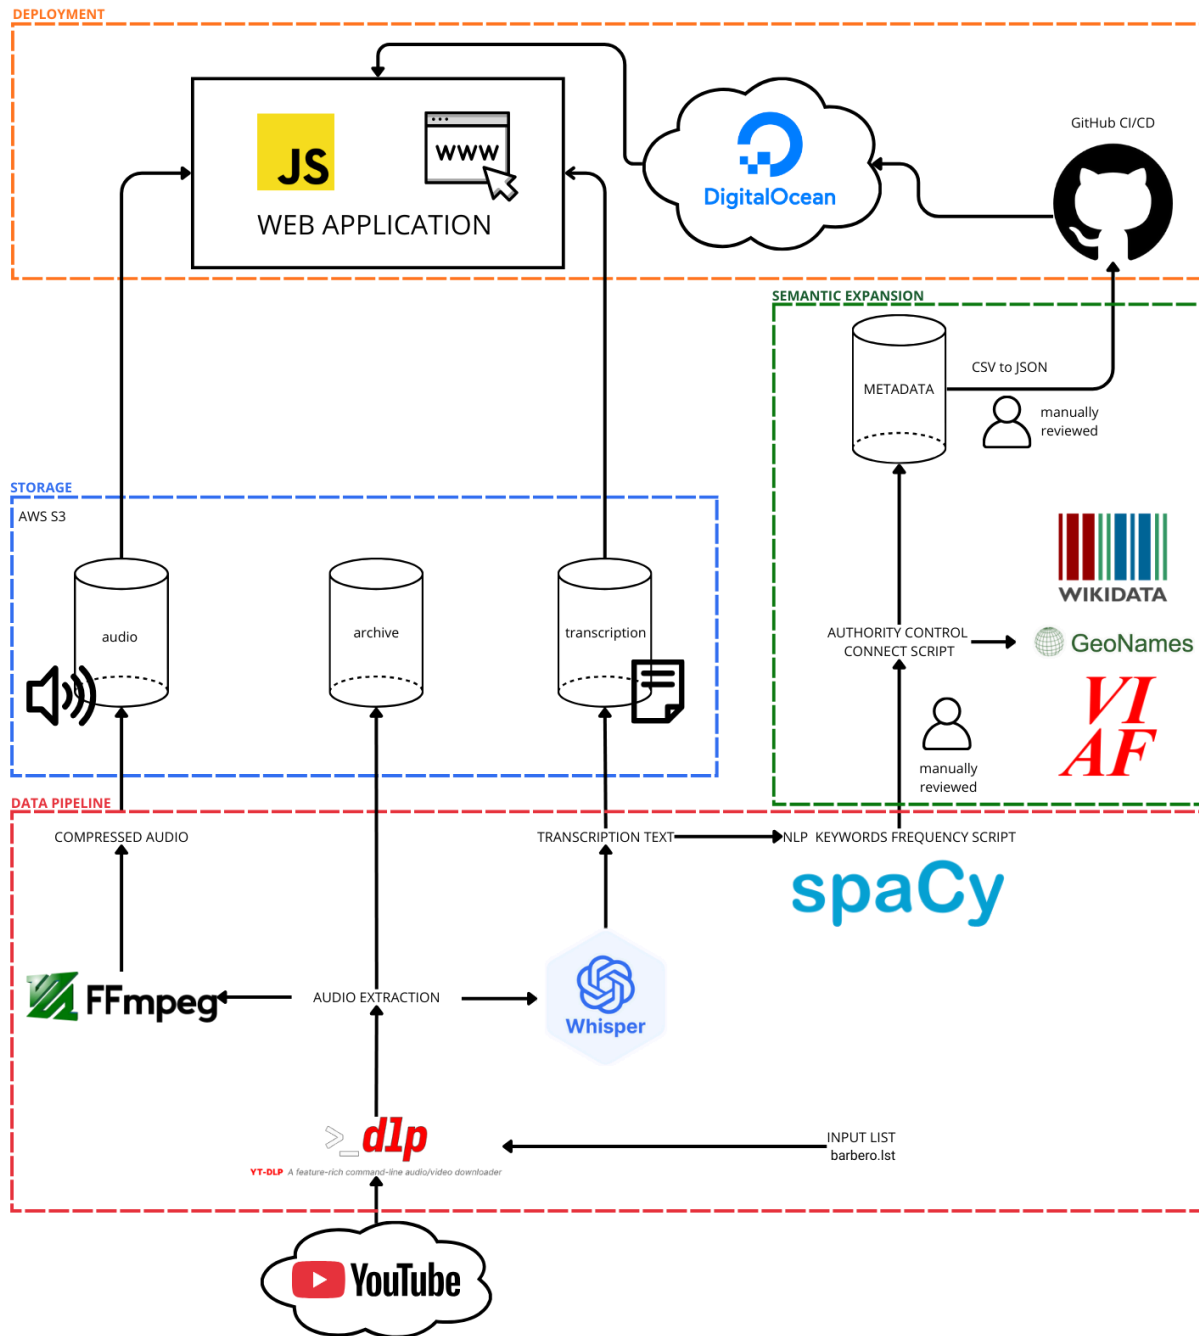 DEPLOYMENT
JS
WWW
WEB APPLICATION
DigitalOcean
GitHub CI/CD
SEMANTIC EXPANSION
METADATA
CSV to JSON
manually
reviewed
STORAGE
AWS S3
audio
archive
transcription
WIKIDATA
AUTHORITY CONTROL
CONNECT SCRIPT
GeoNames
VI
AF
manually
reviewed
DATA PIPELINE
COMPRESSED AUDIO
TRANSCRIPTION TEXT
NLP KEYWORDS FREQUENCY SCRIPT
spaCy
FFmpeg
AUDIO EXTRACTION
Whisper
>_dlp
YT-DLP A feature-rich command-line audio/video downloader
INPUT LIST
barbero.lst
YouTube